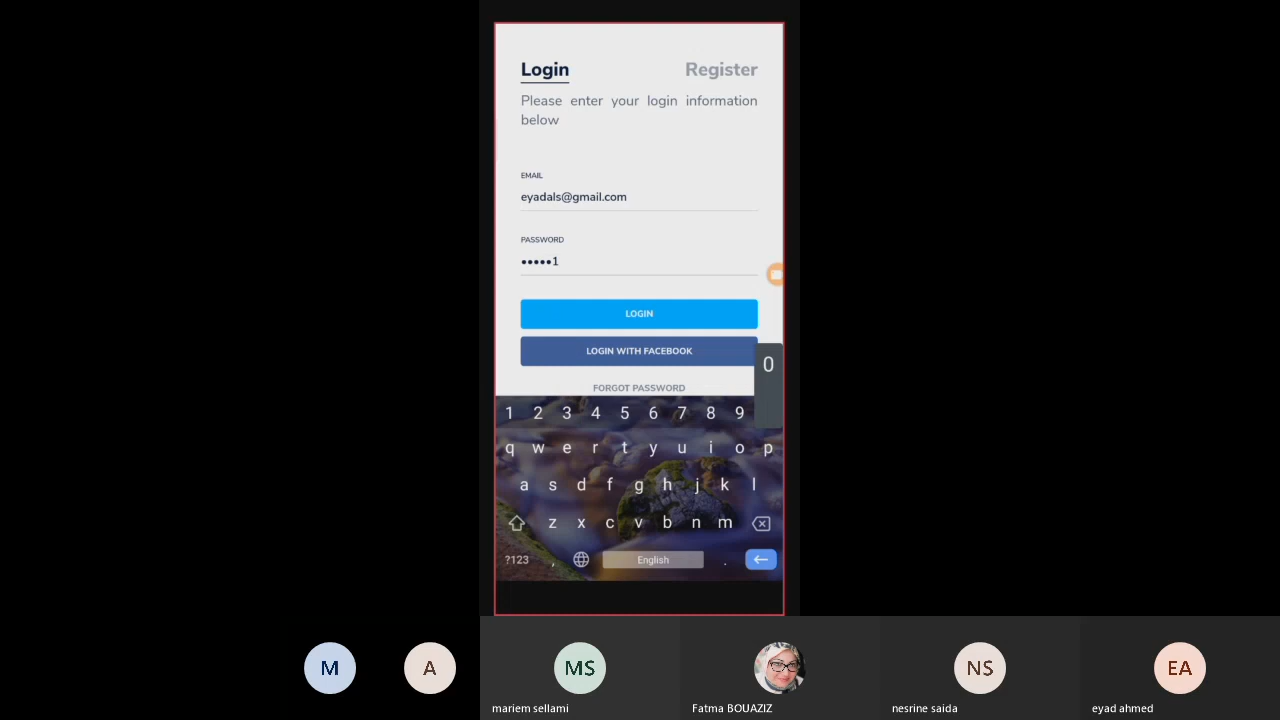 Login
Register
Please enter your login information
below
EMAIL
eyadals@gmail.com
PASSWORD
•••••1
LOGIN
LOGIN WITH FACEBOOK
FORGOT PASSWORD
0
1 2 3 4 5 6 7 8 9
q w e r t y u i o p
a s d f g h j k l
z x c v b n m
?123 , English .
M A MS NS EA
mariem sellami
Fatma BOUAZIZ
nesrine saida
eyad ahmed